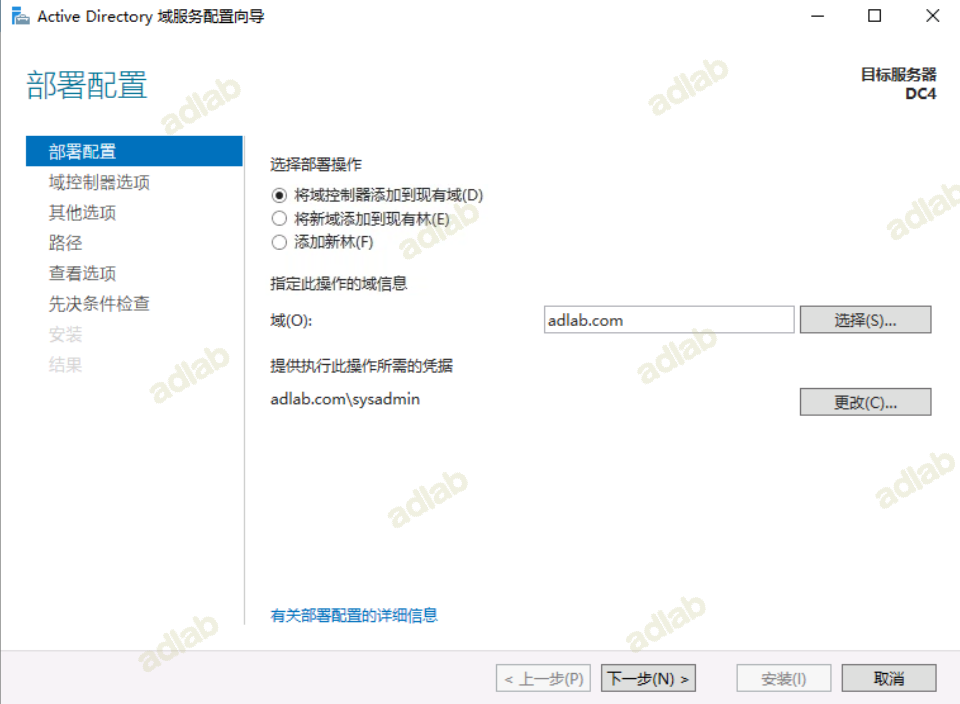 Active Directory 域服务配置向导
部署配置
目标服务器
DC4
部署配置
域控制器选项
其他选项
路径
查看选项
先决条件检查
安装
结果
选择部署操作
将域控制器添加到现有域(D)
将新域添加到现有林(E)
添加新林(F)
指定此操作的域信息
域(O):
adlab.com
选择(S)...
提供执行此操作所需的凭据
adlab.com\sysadmin
更改(C)...
有关部署配置的详细信息
< 上一步(P)
下一步(N) >
安装(I)
取消
adlab
adlab
adlab
adlab
adlab
adlab
adlab
adlab
adlab
adlab